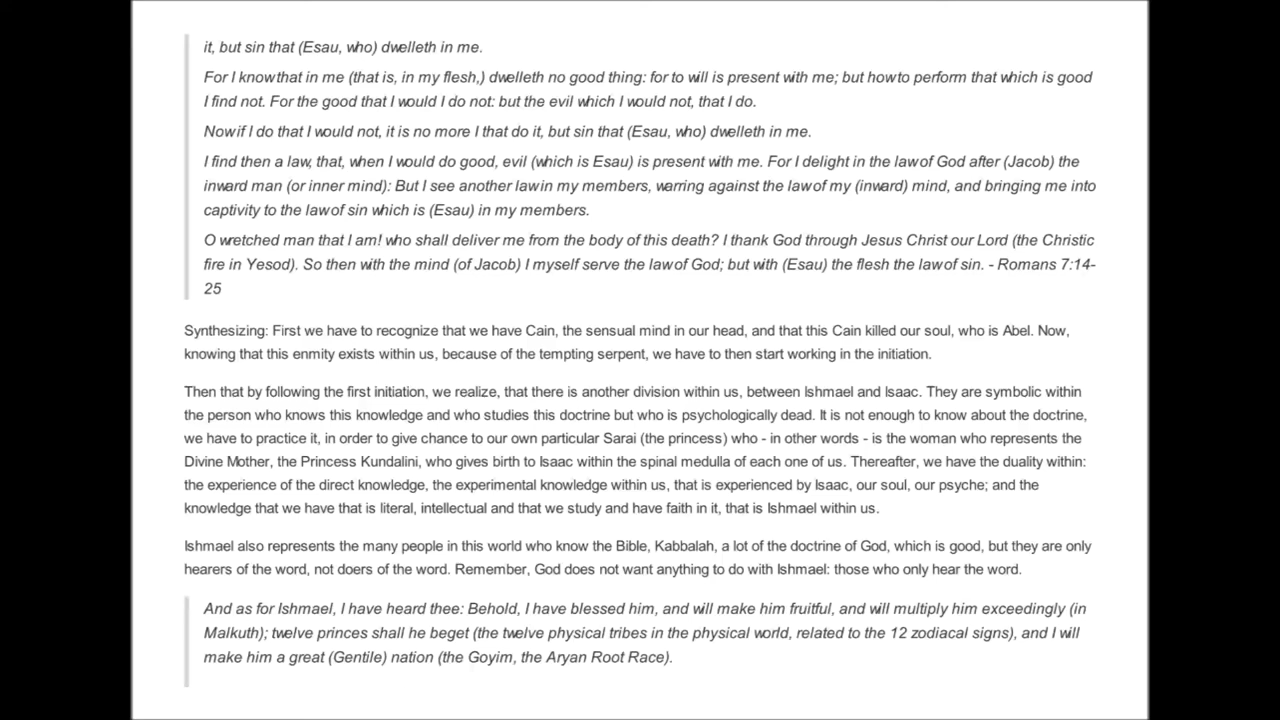 it, but sin that (Esau, who) dwelleth in me.
For I know that in me (that is, in my flesh,) dwelleth no good thing: for to will is present with me; but how to perform that which is good
I find not. For the good that I would I do not: but the evil which I would not, that I do.
Now if I do that I would not, it is no more I that do it, but sin that (Esau, who) dwelleth in me.
I find then a law, that, when I would do good, evil (which is Esau) is present with me. For I delight in the law of God after (Jacob) the
inward man (or inner mind): But I see another law in my members, warring against the law of my (inward) mind, and bringing me into
captivity to the law of sin which is (Esau) in my members.
O wretched man that I am! who shall deliver me from the body of this death? I thank God through Jesus Christ our Lord (the Christic
fire in Yesod). So then with the mind (of Jacob) I myself serve the law of God; but with (Esau) the flesh the law of sin. - Romans 7:14-
25
Synthesizing: First we have to recognize that we have Cain, the sensual mind in our head, and that this Cain killed our soul, who is Abel. Now,
knowing that this enmity exists within us, because of the tempting serpent, we have to then start working in the initiation.
Then that by following the first initiation, we realize, that there is another division within us, between Ishmael and Isaac. They are symbolic within
the person who knows this knowledge and who studies this doctrine but who is psychologically dead. It is not enough to know about the doctrine,
we have to practice it, in order to give chance to our own particular Sarai (the princess) who - in other words - is the woman who represents the
Divine Mother, the Princess Kundalini, who gives birth to Isaac within the spinal medulla of each one of us. Thereafter, we have the duality within:
the experience of the direct knowledge, the experimental knowledge within us, that is experienced by Isaac, our soul, our psyche; and the
knowledge that we have that is literal, intellectual and that we study and have faith in it, that is Ishmael within us.
Ishmael also represents the many people in this world who know the Bible, Kabbalah, a lot of the doctrine of God, which is good, but they are only
hearers of the word, not doers of the word. Remember, God does not want anything to do with Ishmael: those who only hear the word.
And as for Ishmael, I have heard thee: Behold, I have blessed him, and will make him fruitful, and will multiply him exceedingly (in
Malkuth); twelve princes shall he beget (the twelve physical tribes in the physical world, related to the 12 zodiacal signs), and I will
make him a great (Gentile) nation (the Goyim, the Aryan Root Race).